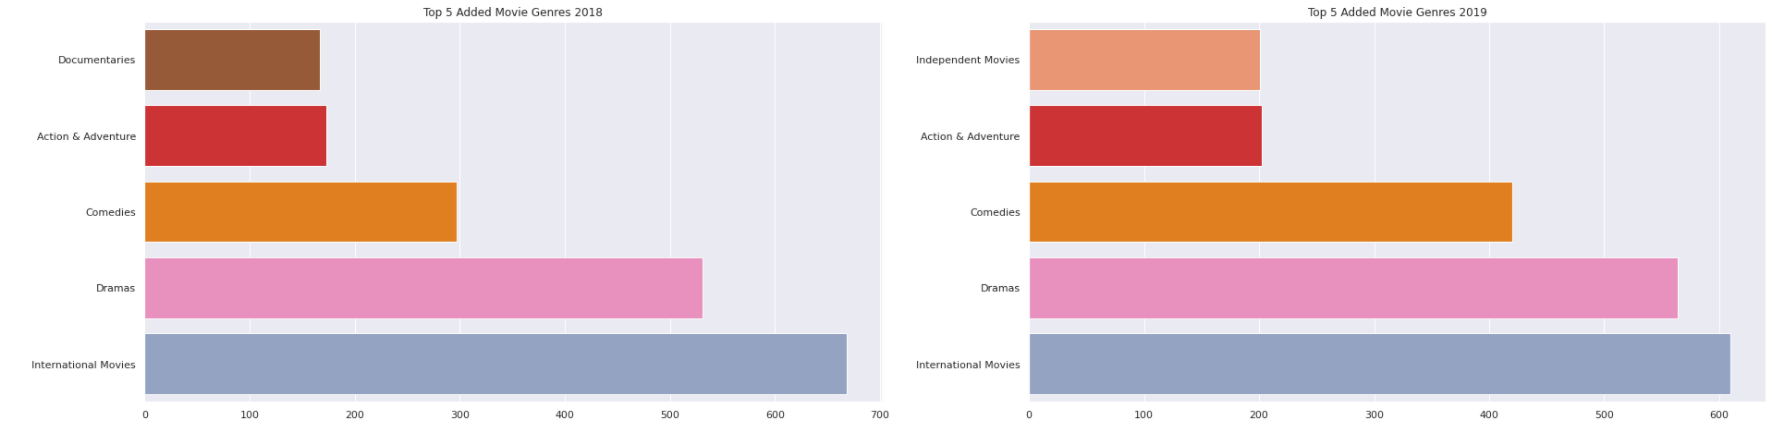 Top 5 Added Movie Genres 2018
Documentaries
Action & Adventure
Comedies
Dramas
International Movies
0 100 200 300 400 500 600 700
Top 5 Added Movie Genres 2019
Independent Movies
Action & Adventure
Comedies
Dramas
International Movies
0 100 200 300 400 500 600